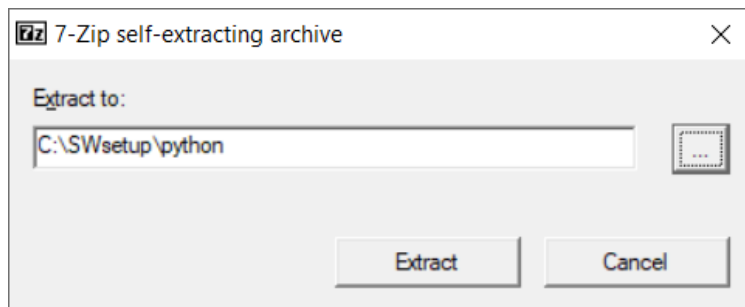 7z 7-Zip self-extracting archive
Extract to:
C:\SWsetup\python
...
Extract
Cancel